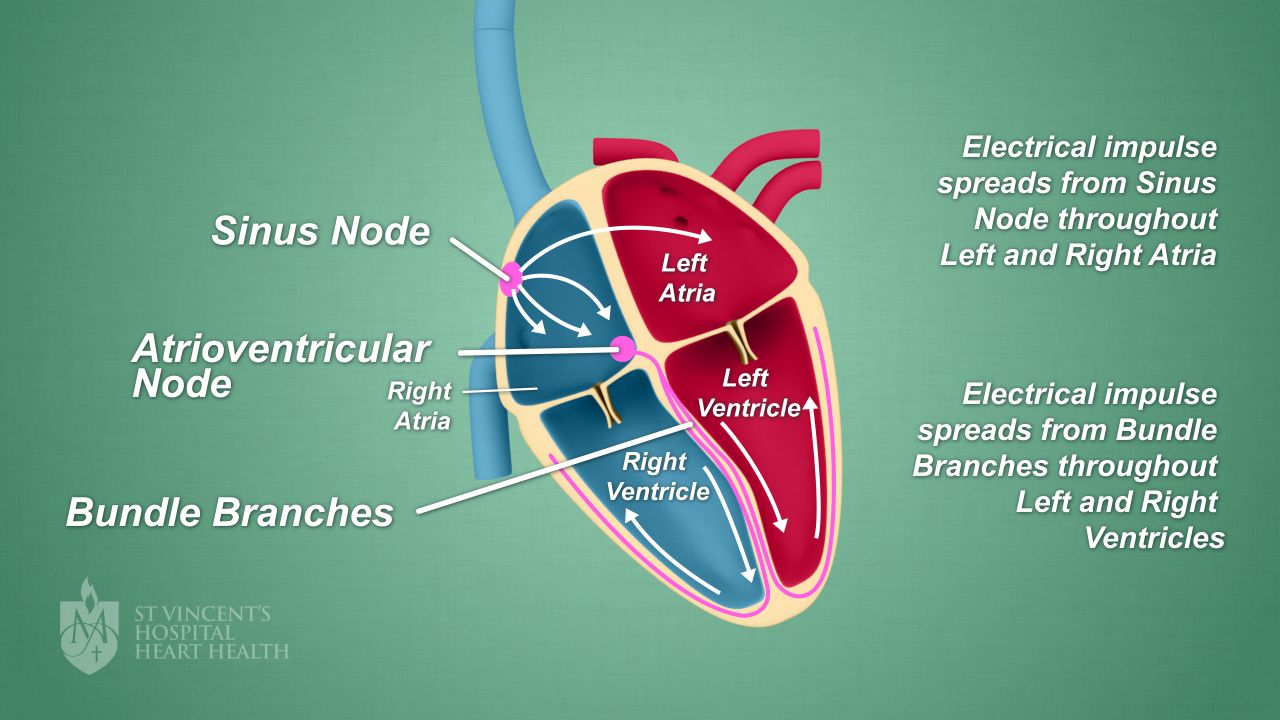 Sinus Node
Atrioventricular
Node
Right
Atria
Bundle Branches
Left
Atria
Left
Ventricle
Right
Ventricle
Electrical impulse
spreads from Sinus
Node throughout
Left and Right Atria
Electrical impulse
spreads from Bundle
Branches throughout
Left and Right
Ventricles
ST VINCENT'S
HOSPITAL
HEART HEALTH